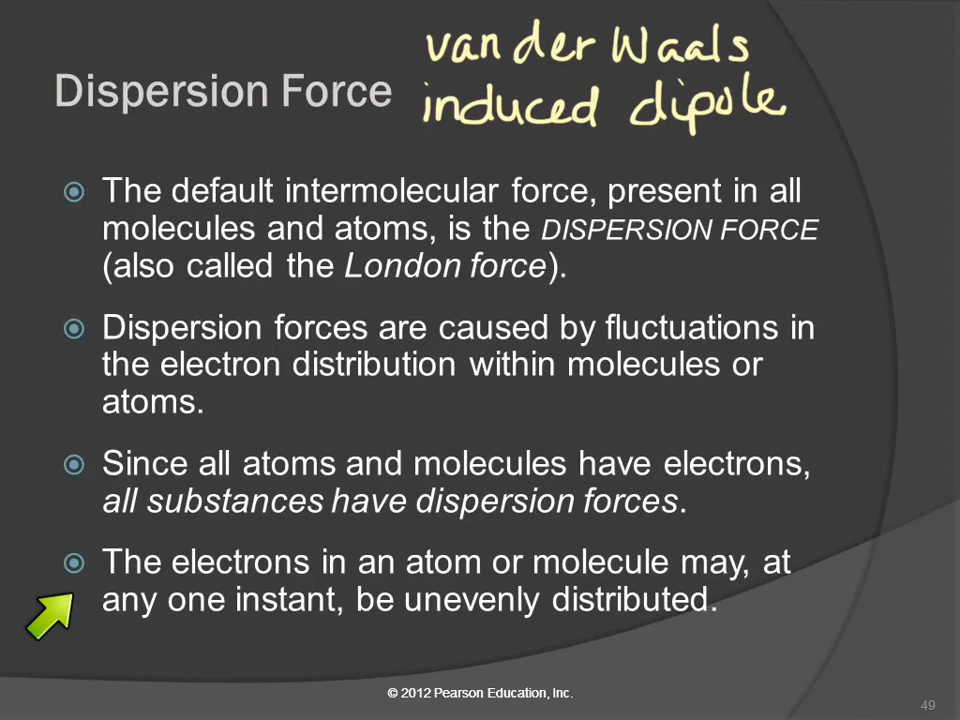 van der Waals
Dispersion Force
induced dipole
The default intermolecular force, present in all
molecules and atoms, is the DISPERSION FORCE
(also called the London force).
Dispersion forces are caused by fluctuations in
the electron distribution within molecules or
atoms.
Since all atoms and molecules have electrons,
all substances have dispersion forces.
The electrons in an atom or molecule may, at
any one instant, be unevenly distributed.
© 2012 Pearson Education, Inc.
49